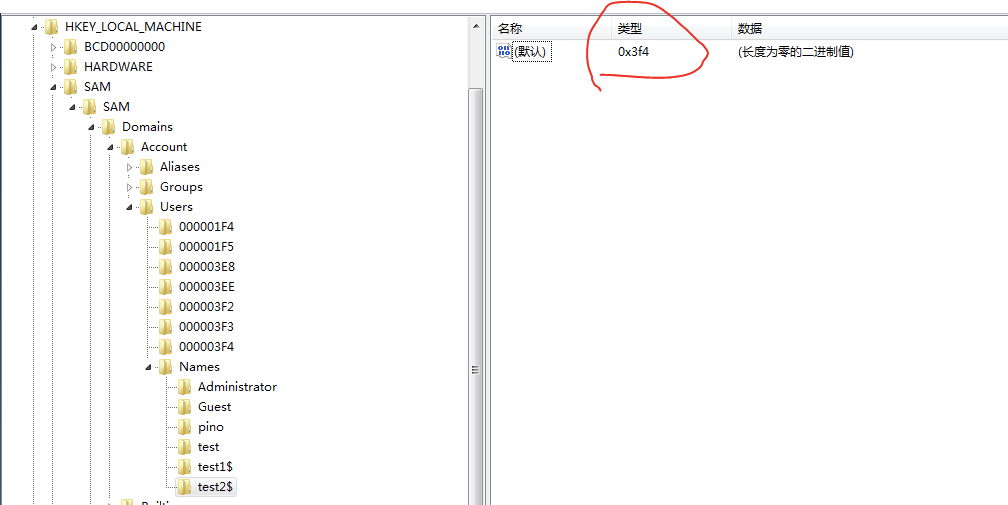 HKEY_LOCAL_MACHINE
BCD00000000
HARDWARE
SAM
SAM
Domains
Account
Aliases
Groups
Users
000001F4
000001F5
000003E8
000003EE
000003F2
000003F3
000003F4
Names
Administrator
Guest
pino
test
test1$
test2$
名称 类型 数据
(默认) 0x3f4 (长度为零的二进制值)